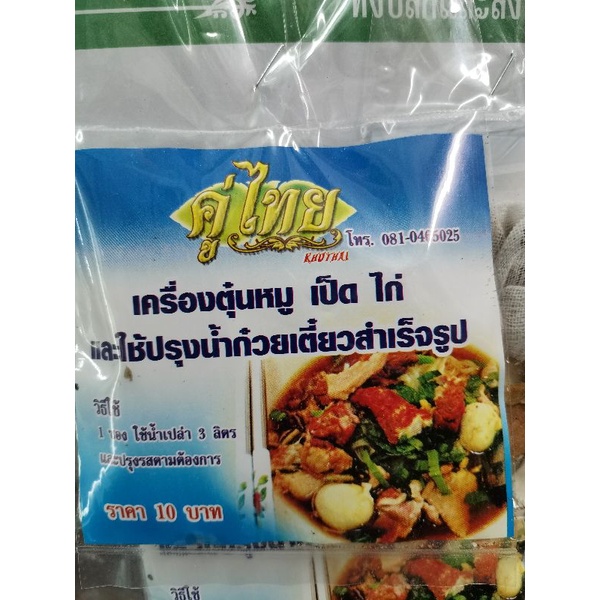 คู่ไทย
KHUTHAI
โทร. 081-0465025
เครื่องตุ๋นหมู เป็ด ไก่
และใช้ปรุงน้ำก๋วยเตี๋ยวสำเร็จรูป
วิธีใช้
1 ซอง ใช้น้ำเปล่า 3 ลิตร
และปรุงรสตามต้องการ
ราคา 10 บาท
วิธีใช้